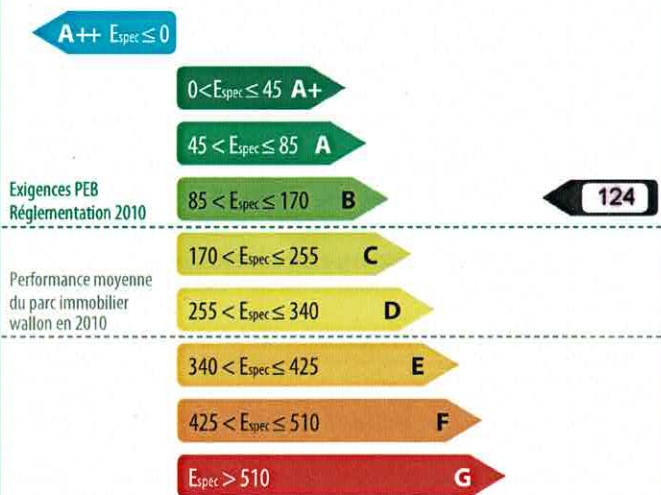 A++ Espec ≤ 0
0 < Espec ≤ 45 A+
45 < Espec ≤ 85 A
Exigences PEB
Réglementation 2010
85 < Espec ≤ 170 B
124
170 < Espec ≤ 255 C
Performance moyenne
du parc immobilier
wallon en 2010
255 < Espec ≤ 340 D
340 < Espec ≤ 425 E
425 < Espec ≤ 510 F
Espec > 510 G